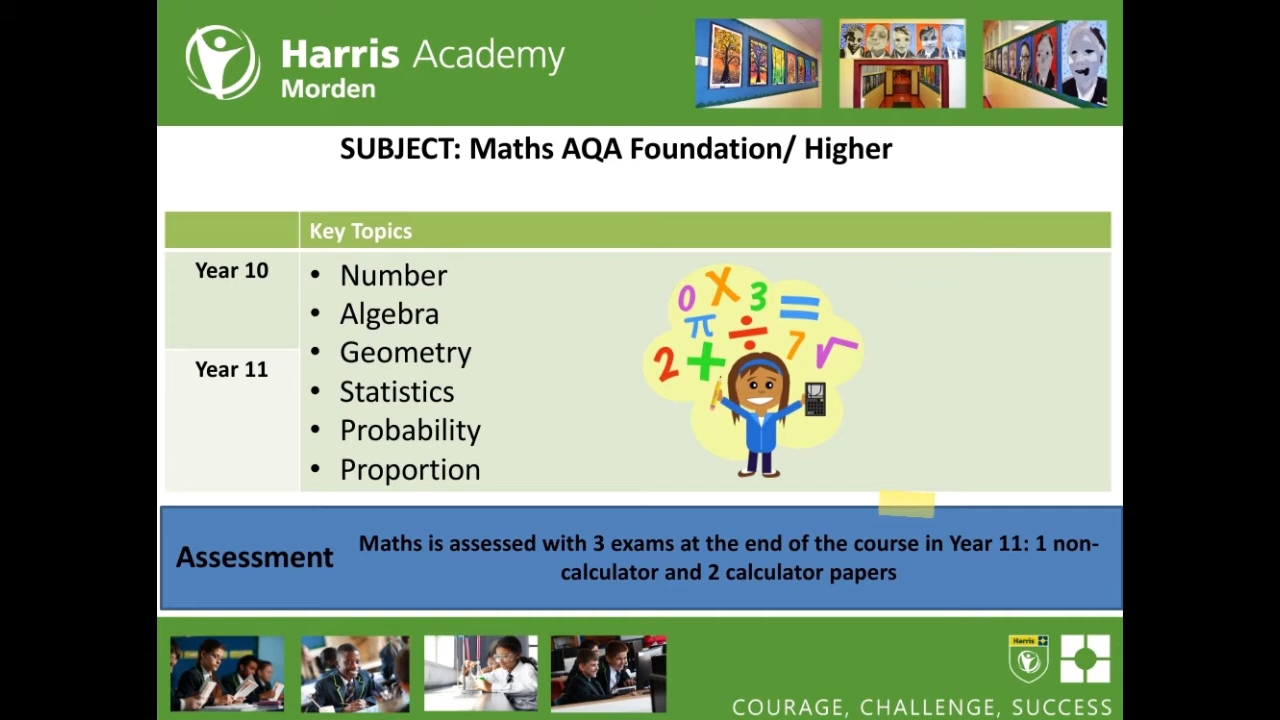 Harris Academy
Morden
SUBJECT: Maths AQA Foundation/ Higher
Key Topics
Year 10
Year 11
• Number
• Algebra
• Geometry
• Statistics
• Probability
• Proportion
0 X 3 =
π ÷ 7 √
2 +
Assessment
Maths is assessed with 3 exams at the end of the course in Year 11: 1 non-
calculator and 2 calculator papers
Harris
COURAGE, CHALLENGE, SUCCESS